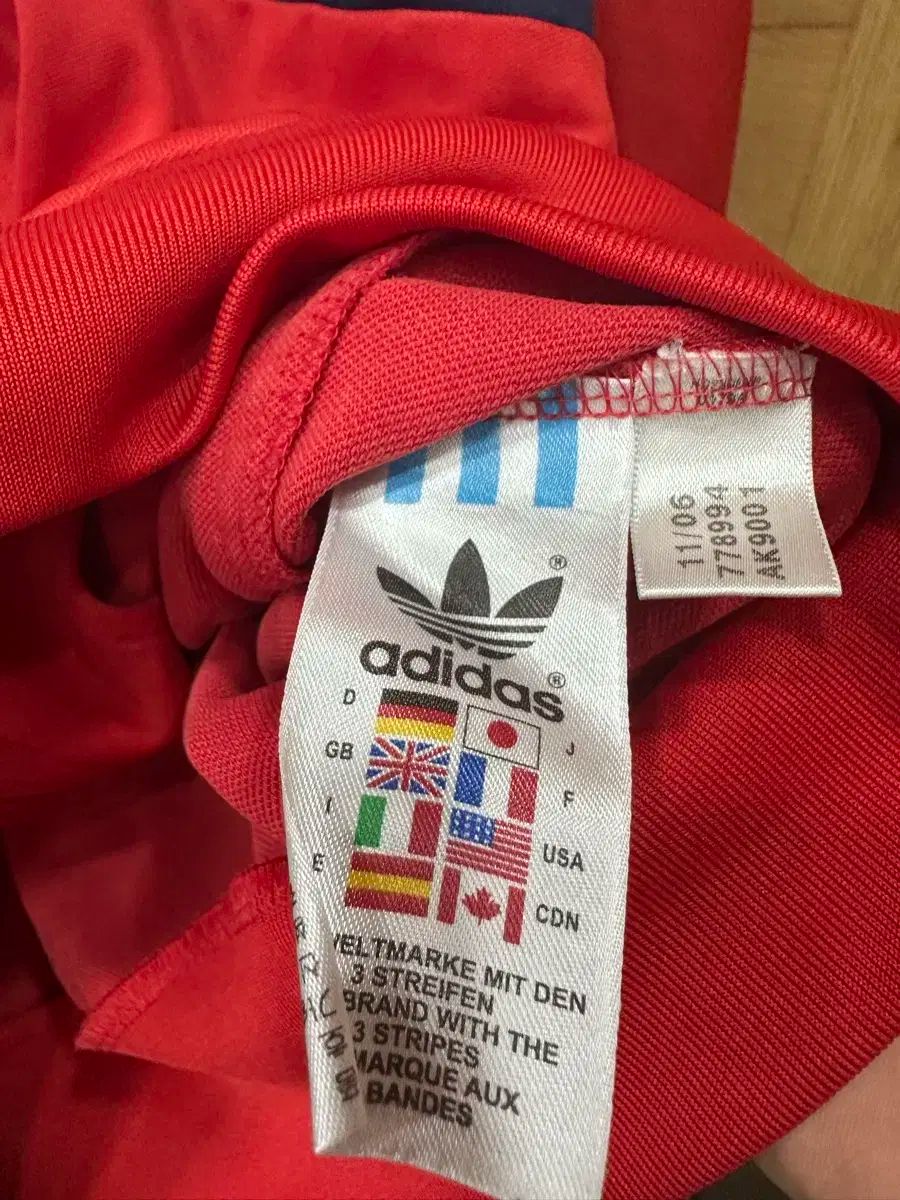 11/06
778994
AK9001
®
adidas®
D
J
GB
F
I
USA
E
CDN
WELTMARKE MIT DEN
3 STREIFEN
BRAND WITH THE
3 STRIPES
MARQUE AUX
BANDES